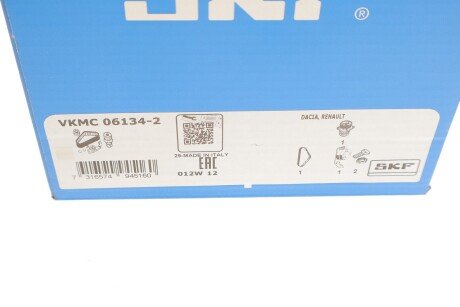 SKF®
VKMC 06134-2
DACIA, RENAULT
29-MADE IN ITALY
012W 12
EAC
1
1
1
2
SKF
7 316574 945160